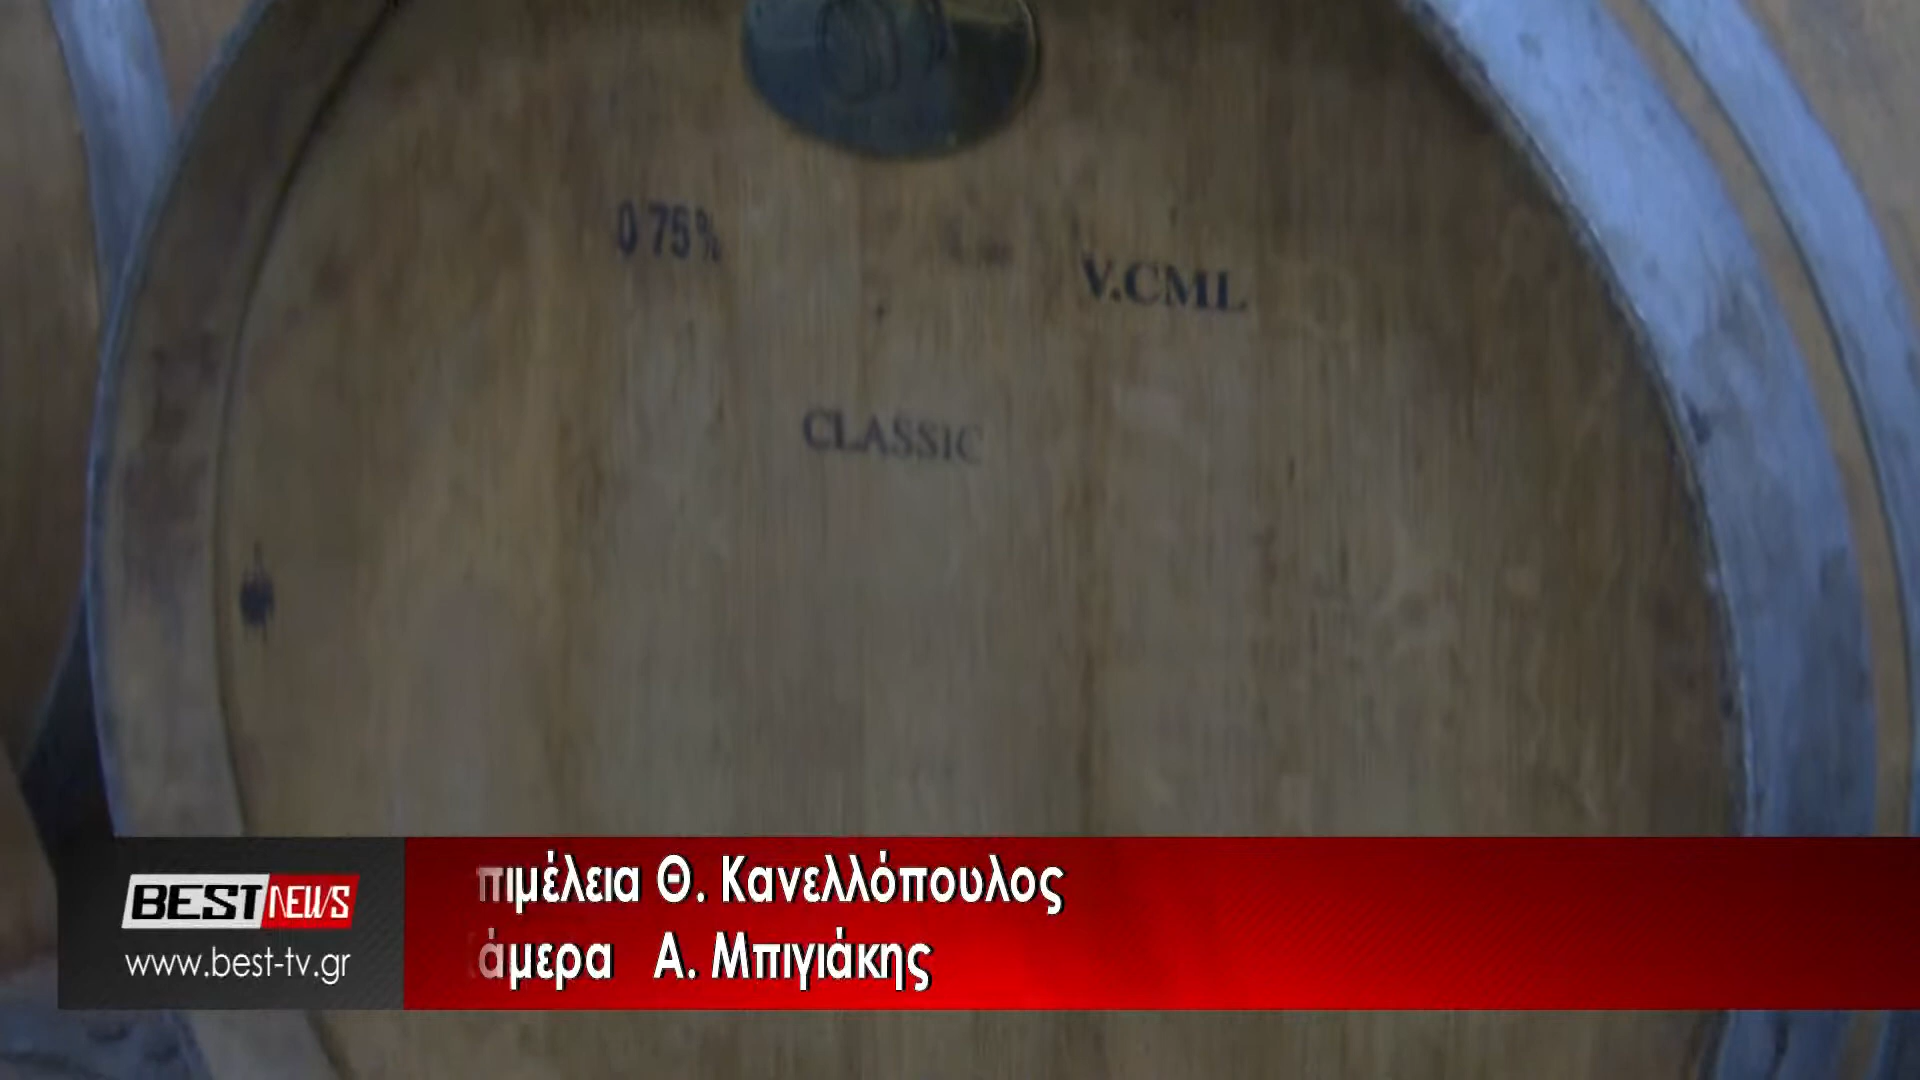 0 75%
V.CML
CLASSIC
πιμέλεια Θ. Κανελλόπουλος
άμερα Α. Μπιγιάκης
BEST NEWS
www.best-tv.gr